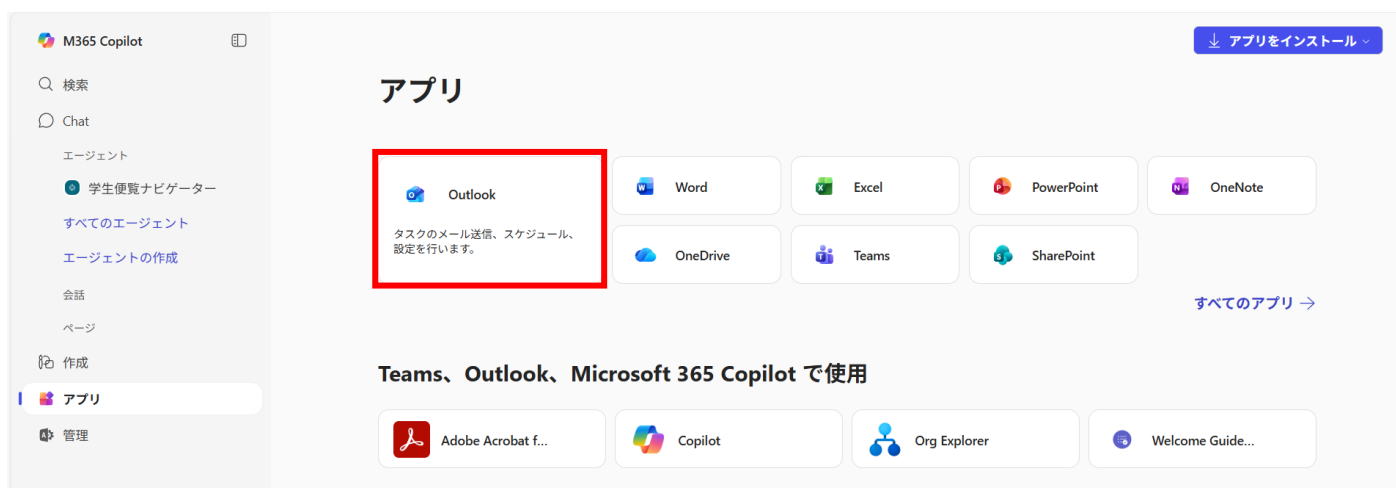 M365 Copilot
検索
Chat
エージェント
学生便覧ナビゲーター
すべてのエージェント
エージェントの作成
会話
ページ
作成
アプリ
管理
アプリをインストール
アプリ
Outlook
タスクのメール送信、スケジュール、
設定を行います。
Word
Excel
PowerPoint
OneNote
OneDrive
Teams
SharePoint
すべてのアプリ →
Teams、Outlook、Microsoft 365 Copilot で使用
Adobe Acrobat f...
Copilot
Org Explorer
Welcome Guide...